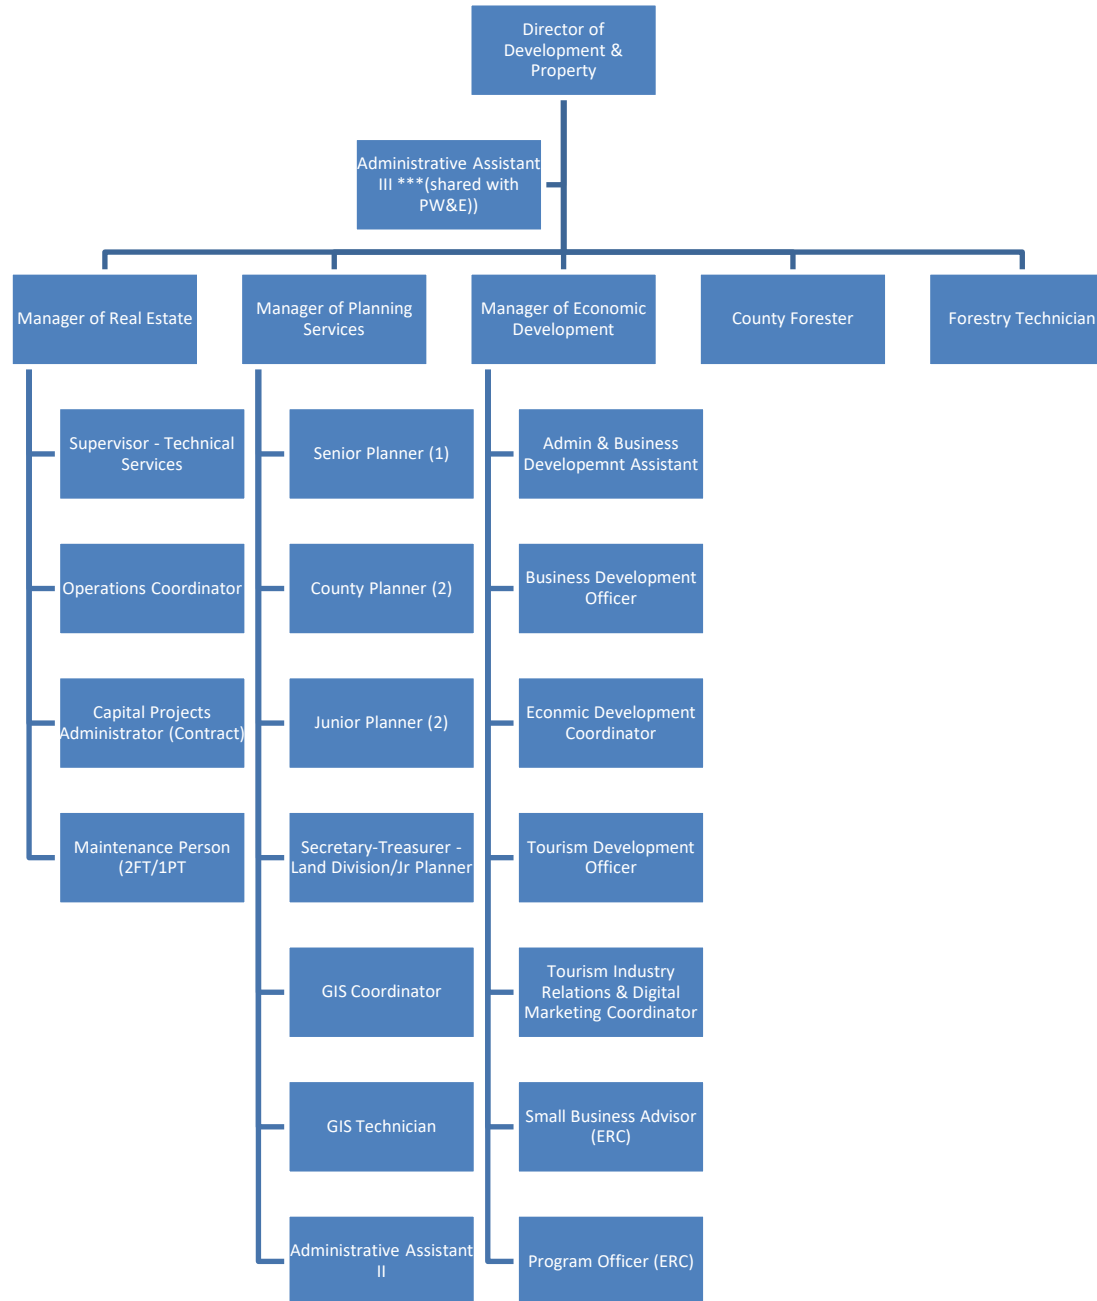 Director of
Development &
Property
Administrative Assistant
III ***(shared with
PW&E))
Manager of Real Estate
Manager of Planning
Services
Manager of Economic
Development
County Forester
Forestry Technician
Supervisor - Technical
Services
Operations Coordinator
Capital Projects
Administrator (Contract)
Maintenance Person
(2FT/1PT
Senior Planner (1)
County Planner (2)
Junior Planner (2)
Secretary-Treasurer -
Land Division/Jr Planner
GIS Coordinator
GIS Technician
Administrative Assistant
II
Admin & Business
Developemnt Assistant
Business Development
Officer
Econmic Development
Coordinator
Tourism Development
Officer
Tourism Industry
Relations & Digital
Marketing Coordinator
Small Business Advisor
(ERC)
Program Officer (ERC)